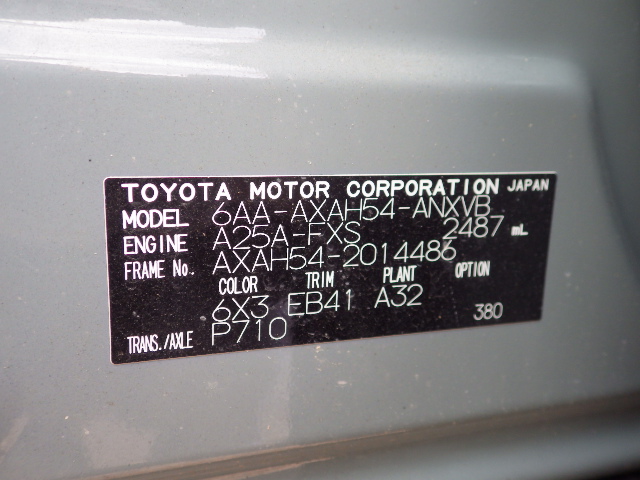 TOYOTA MOTOR CORPORATION JAPAN
MODEL 6AA-AXAH54-ANXVB
ENGINE A25A-FXS 2487 mL
FRAME No. AXAH54-2014486
COLOR TRIM PLANT OPTION
6X3 EB41 A32
TRANS./AXLE P710 380